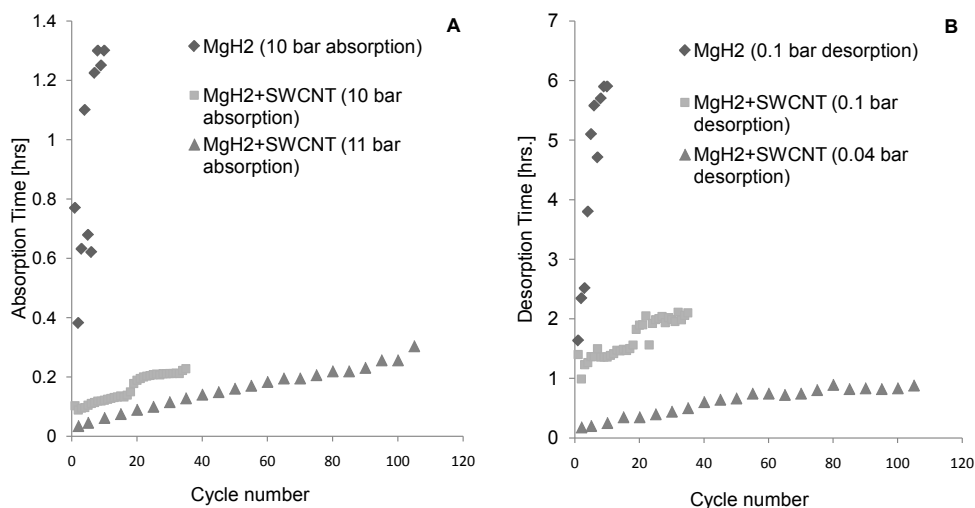 A
1.4
1.2
1
0.8
0.6
0.4
0.2
0
0
20
40
60
80
100
120
Absorption Time [hrs]
Cycle number
MgH2 (10 bar absorption)
MgH2+SWCNT (10 bar
absorption)
MgH2+SWCNT (11 bar
absorption)
B
7
6
5
4
3
2
1
0
0
20
40
60
80
100
120
Desorption Time [hrs.]
Cycle number
MgH2 (0.1 bar desorption)
MgH2+SWCNT (0.1 bar
desorption)
MgH2+SWCNT (0.04 bar
desorption)